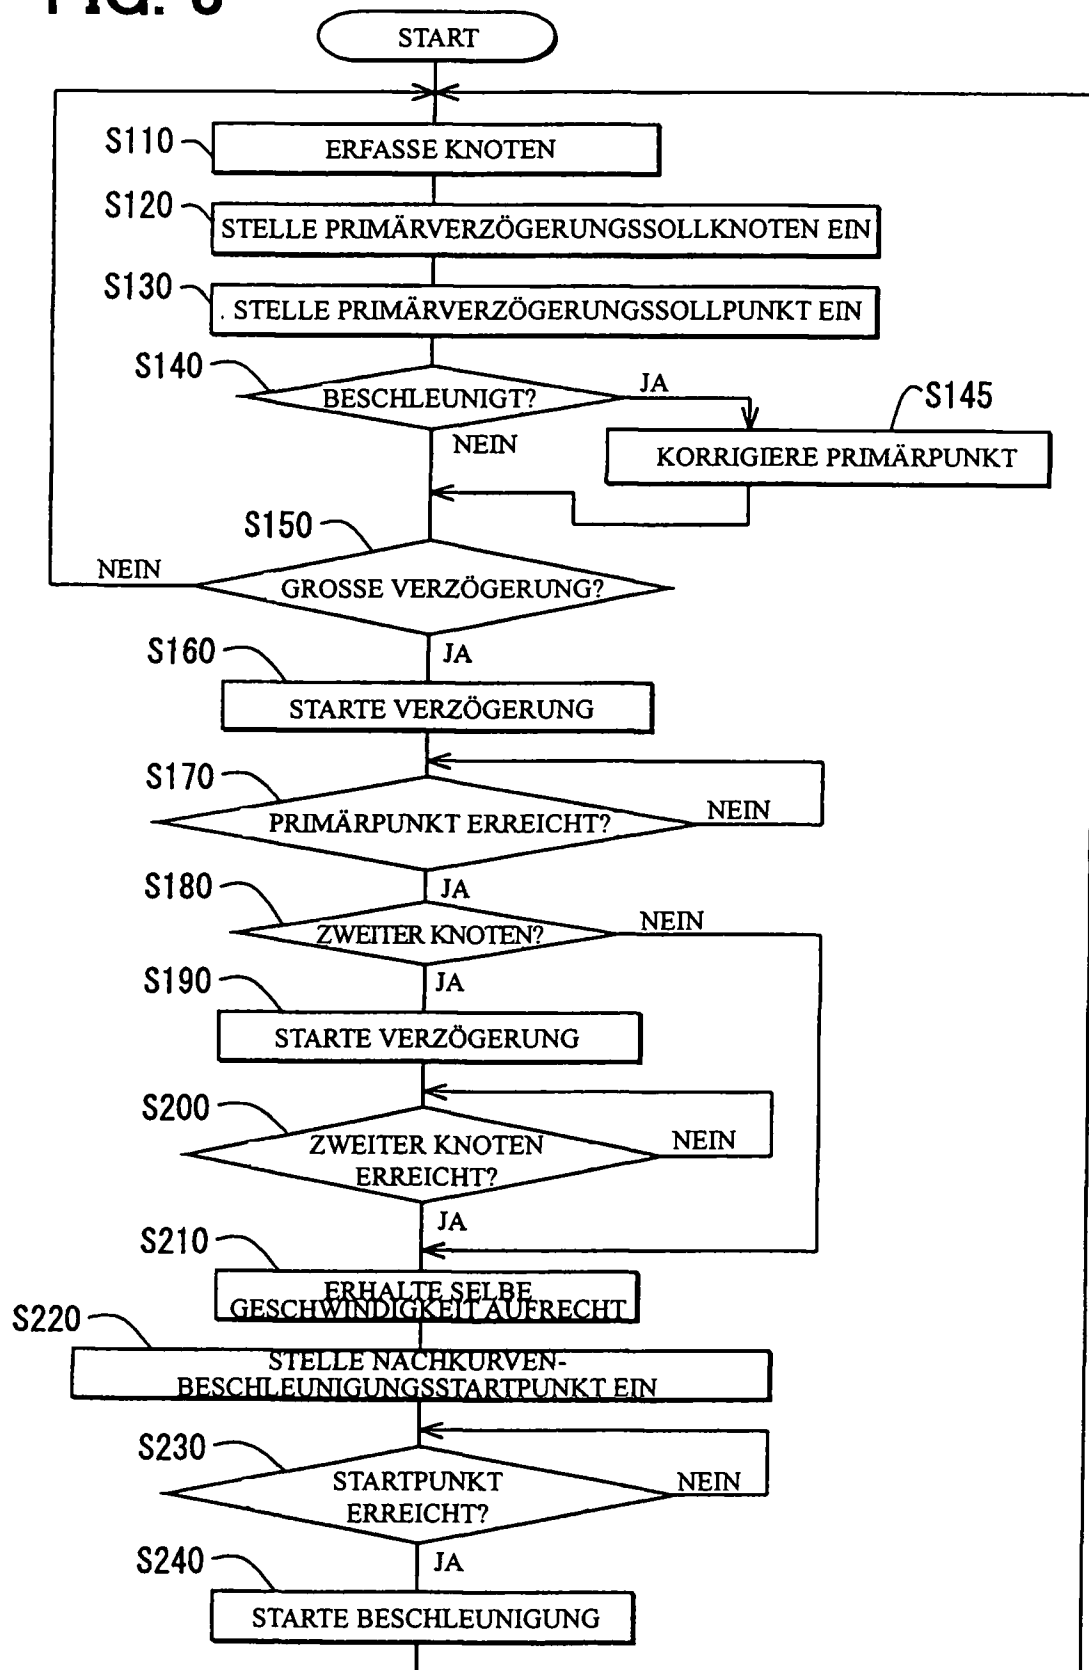 START
S110
ERFASSE KNOTEN
S120
STELLE PRIMÄRVERZÖGERUNGSSOLLKNOTEN EIN
S130
STELLE PRIMÄRVERZÖGERUNGSSOLLPUNKT EIN
S140
BESCHLEUNIGT?
JA
S145
NEIN
KORRIGIERE PRIMÄRPUNKT
S150
NEIN
GROSSE VERZÖGERUNG?
JA
S160
STARTE VERZÖGERUNG
S170
PRIMÄRPUNKT ERREICHT?
NEIN
JA
S180
ZWEITER KNOTEN?
NEIN
JA
S190
STARTE VERZÖGERUNG
S200
ZWEITER KNOTEN
ERREICHT?
NEIN
JA
S210
ERHALTE SELBE
GESCHWINDIGKEIT AUFRECHT
S220
STELLE NACHKURVEN-
BESCHLEUNIGUNGSSTARTPUNKT EIN
S230
STARTPUNKT
ERREICHT?
NEIN
JA
S240
STARTE BESCHLEUNIGUNG